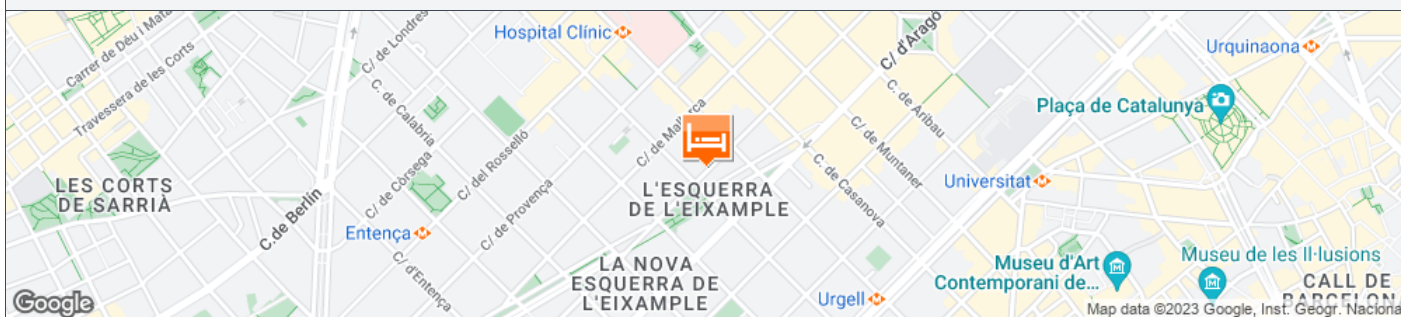 Hospital Clínic
C/ d'Aragó
Urquinaona
Carrer de Déu i Mata
C/ de Londres
Travessera de les Corts
C. de Calabria
C. de Aribau
Plaça de Catalunya
C/ de Mallorca
C/ del Rosselló
C/ de Muntaner
C/ de Còrsega
C. de Casanova
Universitat
LES CORTS
DE SARRIÀ
L'ESQUERRA
DE L'EIXAMPLE
C/ de Provença
C. de Berlín
Entença
C/ d'Entença
LA NOVA
ESQUERRA DE
L'EIXAMPLE
Museu d'Art
Contemporani de...
Museu de les Il·lusions
Urgell
CALL DE
BARCELONA
Google
Map data ©2023 Google, Inst. Geogr. Nacional